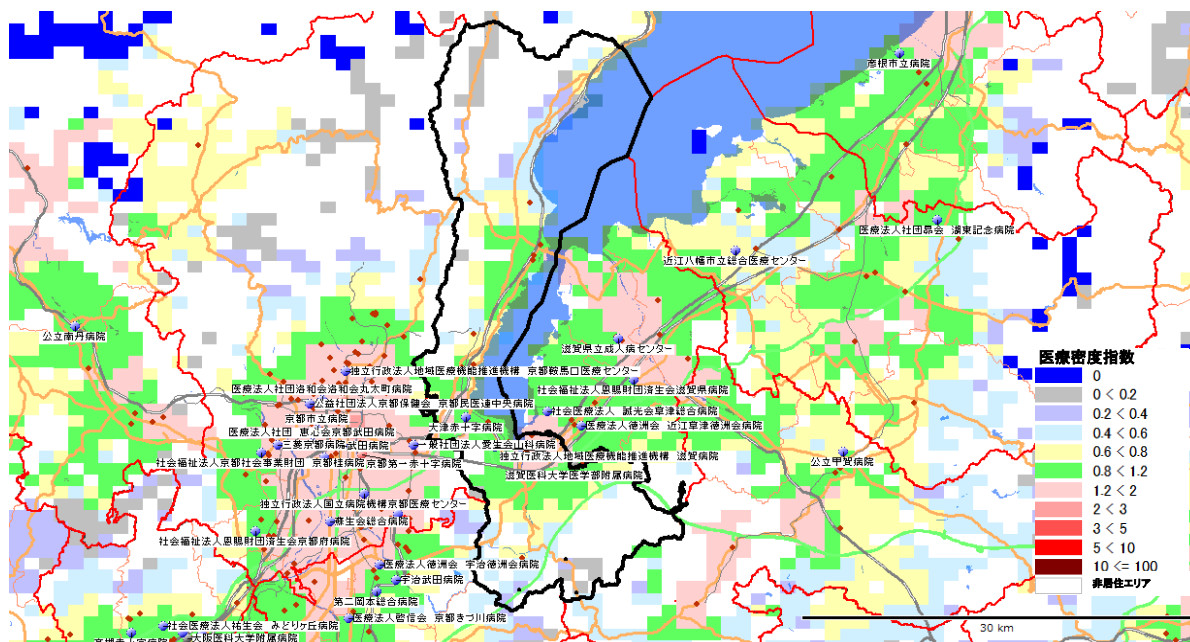 彦根市立病院
医療法人社団昴会 湖東記念病院
近江八幡市立総合医療センター
公立南丹病院
滋賀県立成人病センター
独立行政法人地域医療機能推進機構 京都鞍馬口医療センター
医療法人社団洛和会洛和会丸太町病院
社会福祉法人恩賜財団済生会滋賀県病院
公益社団法人京都保健会 京都民医連中央病院
社会医療法人 誠光会草津総合病院
京都市立病院
大津赤十字病院
医療法人徳洲会 近江草津徳洲会病院
医療法人社団 恵心会京都武田病院
三菱京都病院
武田病院
一般社団法人愛生会山科病院
社会福祉法人京都社会事業財団 京都桂病院
京都第一赤十字病院
独立行政法人地域医療機能推進機構 滋賀病院
公立甲賀病院
滋賀医科大学医学部附属病院
独立行政法人国立病院機構京都医療センター
蘇生会総合病院
社会福祉法人恩賜財団済生会京都府病院
医療法人徳洲会 宇治徳洲会病院
宇治武田病院
第二岡本総合病院
医療法人啓信会 京都きづ川病院
社会医療法人祐生会 みどりヶ丘病院
大阪医科大学附属病院
高槻赤十字病院
医療密度指数
0
0 < 0.2
0.2 < 0.4
0.4 < 0.6
0.6 < 0.8
0.8 < 1.2
1.2 < 2
2 < 3
3 < 5
5 < 10
10 <= 100
非居住エリア
30 km